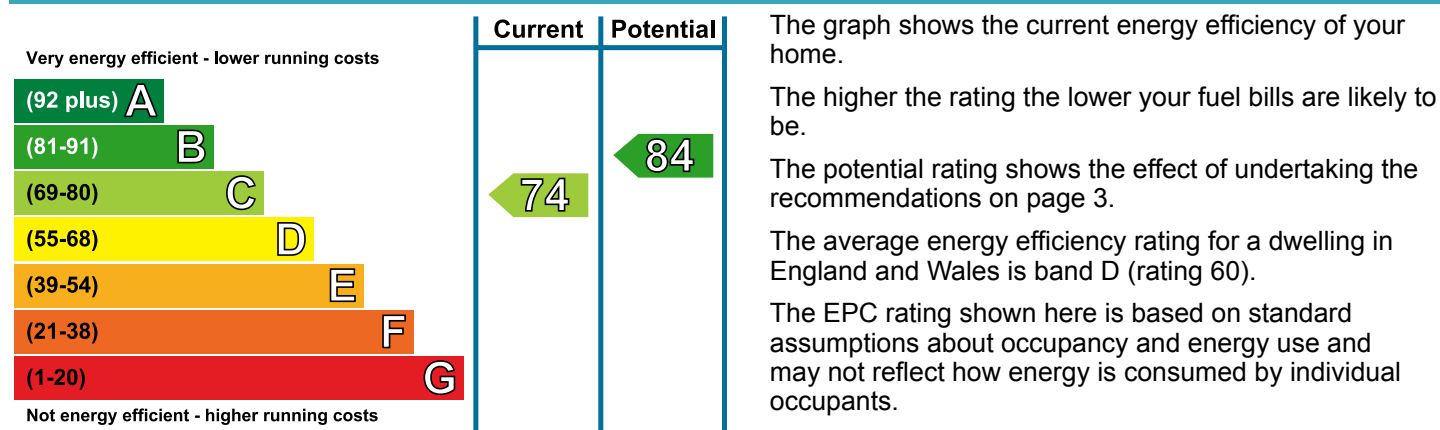 Current Potential
Very energy efficient - lower running costs
(92 plus) A
(81-91) B
84
(69-80) C
74
(55-68) D
(39-54) E
(21-38) F
(1-20) G
Not energy efficient - higher running costs
The graph shows the current energy efficiency of your
home.
The higher the rating the lower your fuel bills are likely to
be.
The potential rating shows the effect of undertaking the
recommendations on page 3.
The average energy efficiency rating for a dwelling in
England and Wales is band D (rating 60).
The EPC rating shown here is based on standard
assumptions about occupancy and energy use and
may not reflect how energy is consumed by individual
occupants.